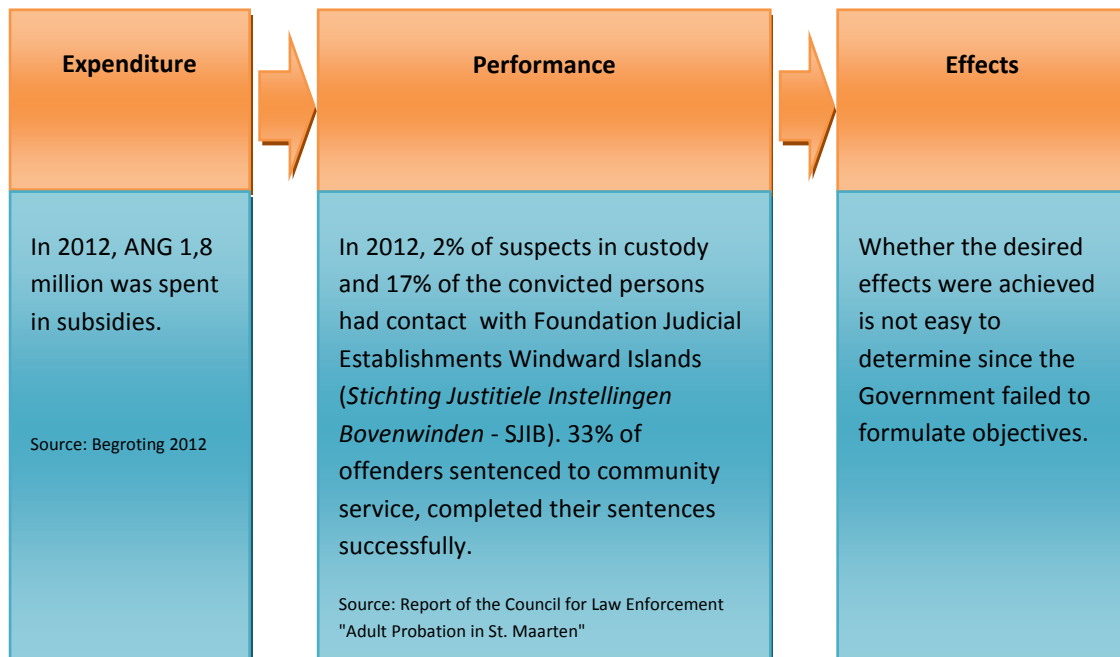 Expenditure
Performance
Effects
In 2012, ANG 1,8
million was spent
in subsidies.
Source: Begroting 2012
In 2012, 2% of suspects in custody
and 17% of the convicted persons
had contact  with Foundation Judicial
Establishments Windward Islands
(Stichting Justitiele Instellingen
Bovenwinden - SJIB). 33% of
offenders sentenced to community
service, completed their sentences
successfully.
Source: Report of the Council for Law Enforcement
"Adult Probation in St. Maarten"
Whether the desired
effects were achieved
is not easy to
determine since the
Government failed to
formulate objectives.